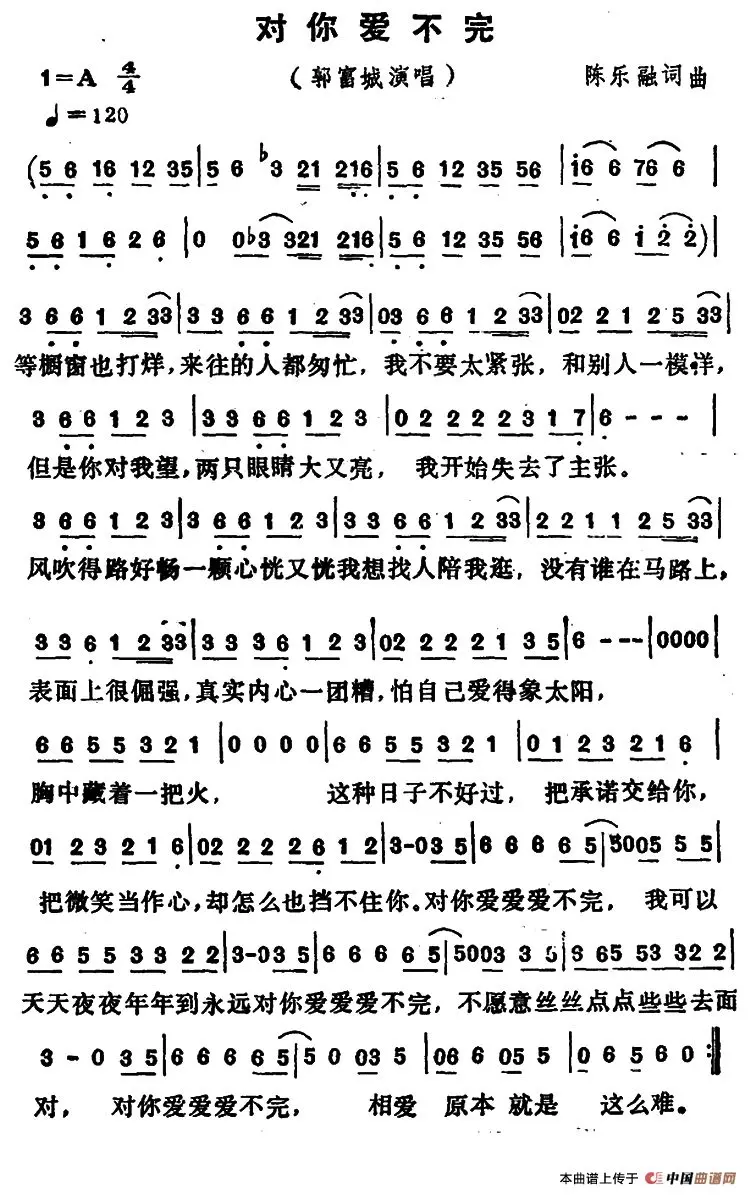 对你爱不完
1=A 4/4 （郭富城演唱） 陈乐融词曲
♩=120
(5 6 16 12 35|5 6 ♭3 21 216|5 6 12 35 56|i6 6 76 6|
5 6 1 6 2 6|0 0♭3 321 216|5 6 12 35 56|i6 6 i 2 2)|
3 6 6 1 2 33|3 3 6 6 1 2 33|03 6 6 1 2 33|02 2 2 1 2 5 33|
等橱窗也打烊，来往的人都匆忙，我不要太紧张，和别人一模样，
3 6 6 1 2 3|3 3 6 6 1 2 3|0 2 2 2 2 3 1 7|6 - - -|
但是你对我望，两只眼睛大又亮，我开始失去了主张。
3 6 6 1 2 3|3 6 6 1 2 3|3 3 6 6 1 2 33|2 2 1 1 2 5 33|
风吹得路好畅一颗心恍又恍我想找人陪我逛，没有谁在马路上，
3 3 6 1 2 33|3 3 3 6 1 2 3|02 2 2 2 1 3 5|6 - - -|0000|
表面上很倔强，真实内心一团糟，怕自己爱得象太阳，
6 6 5 5 3 2 1|0 0 0 0|6 6 5 5 3 2 1|0 1 2 3 2 1 6|
胸中藏着一把火，这种日子不好过，把承诺交给你，
01 2 3 2 1 6|02 2 2 2 6 1 2|3-03 5|6 6 6 6 5|5005 5 5|
把微笑当作心，却怎么也挡不住你。对你爱爱爱不完，我可以
6 6 5 5 3 3 2 2|3-03 5|6 6 6 6 5|5003 3 6|6 65 53 32 2|
天天夜夜年年到永远对你爱爱爱不完，不愿意丝丝点点些些去面
3 - 0 3 5|6 6 6 6 5|5 0 03 5|06 6 05 5|0 6 5 6 0:|
对，对你爱爱爱不完，相爱 原本 就是 这么难。
本曲谱上传于 中国曲谱网